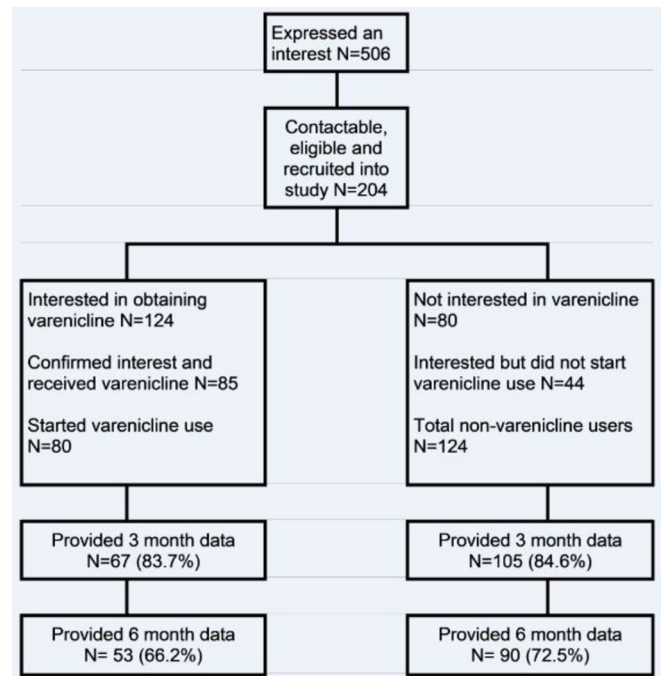 Expressed an
interest N=506
Contactable,
eligible and
recruited into
study N=204
Interested in obtaining
varenicline N=124
Confirmed interest and
received varenicline N=85
Started varenicline use
N=80
Not interested in varenicline
N=80
Interested but did not start
varenicline use N=44
Total non-varenicline users
N=124
Provided 3 month data
N=67 (83.7%)
Provided 3 month data
N=105 (84.6%)
Provided 6 month data
N= 53 (66.2%)
Provided 6 month data
N= 90 (72.5%)